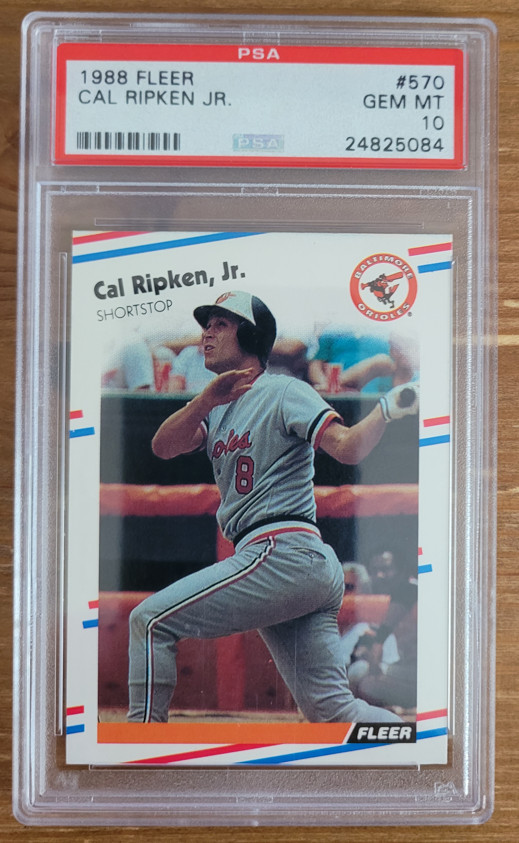 PSA
1988 FLEER #570
CAL RIPKEN JR. GEM MT
10
PSA 24825084
Cal Ripken, Jr.
SHORTSTOP
BALTIMORE
ORIOLES
8
FLEER